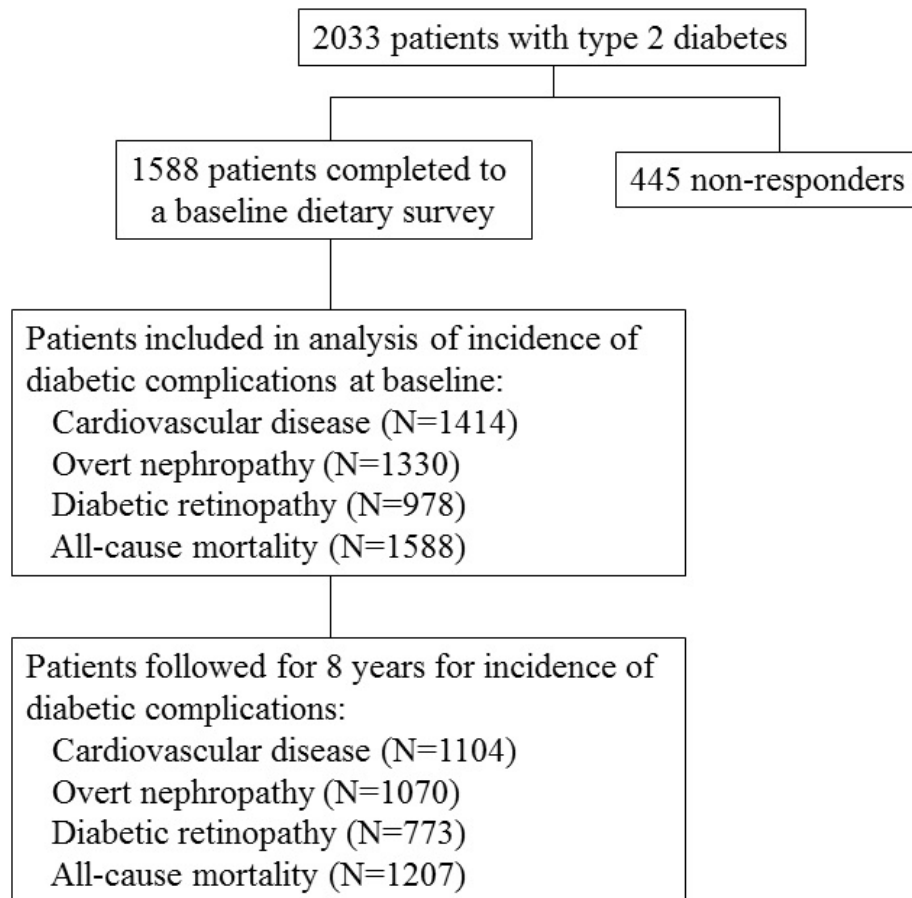 2033 patients with type 2 diabetes
1588 patients completed to
a baseline dietary survey
445 non-responders
Patients included in analysis of incidence of
diabetic complications at baseline:
Cardiovascular disease (N=1414)
Overt nephropathy (N=1330)
Diabetic retinopathy (N=978)
All-cause mortality (N=1588)
Patients followed for 8 years for incidence of
diabetic complications:
Cardiovascular disease (N=1104)
Overt nephropathy (N=1070)
Diabetic retinopathy (N=773)
All-cause mortality (N=1207)